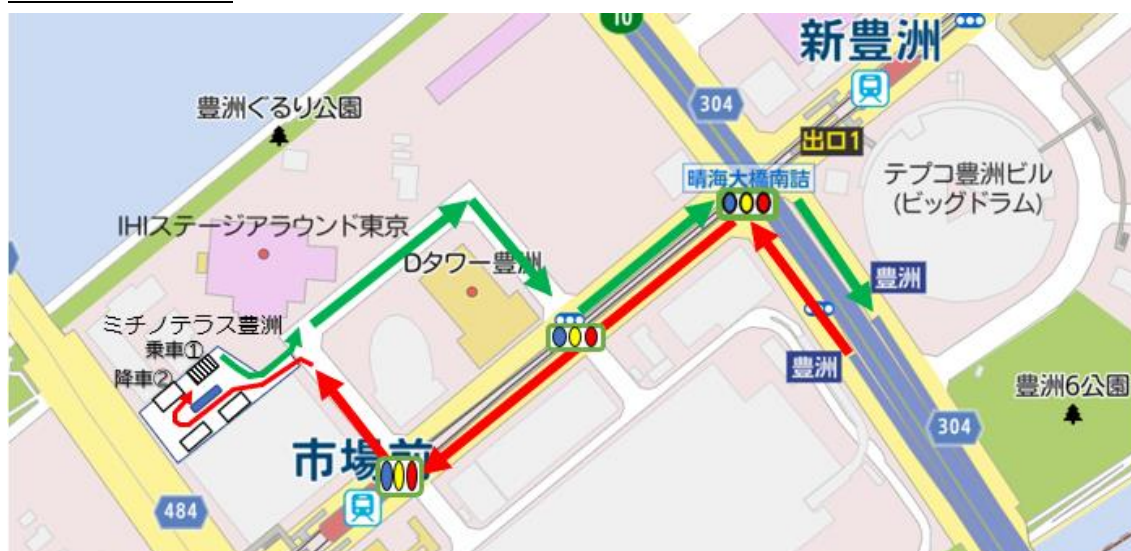 10
新豊洲
304
豊洲ぐるり公園
出口1
晴海大橋南詰
テプコ豊洲ビル
(ビッグドラム)
IHIステージアラウンド東京
Dタワー豊洲
豊洲
ミチノテラス豊洲
乗車①
降車②
豊洲
豊洲6公園
304
市場前
484